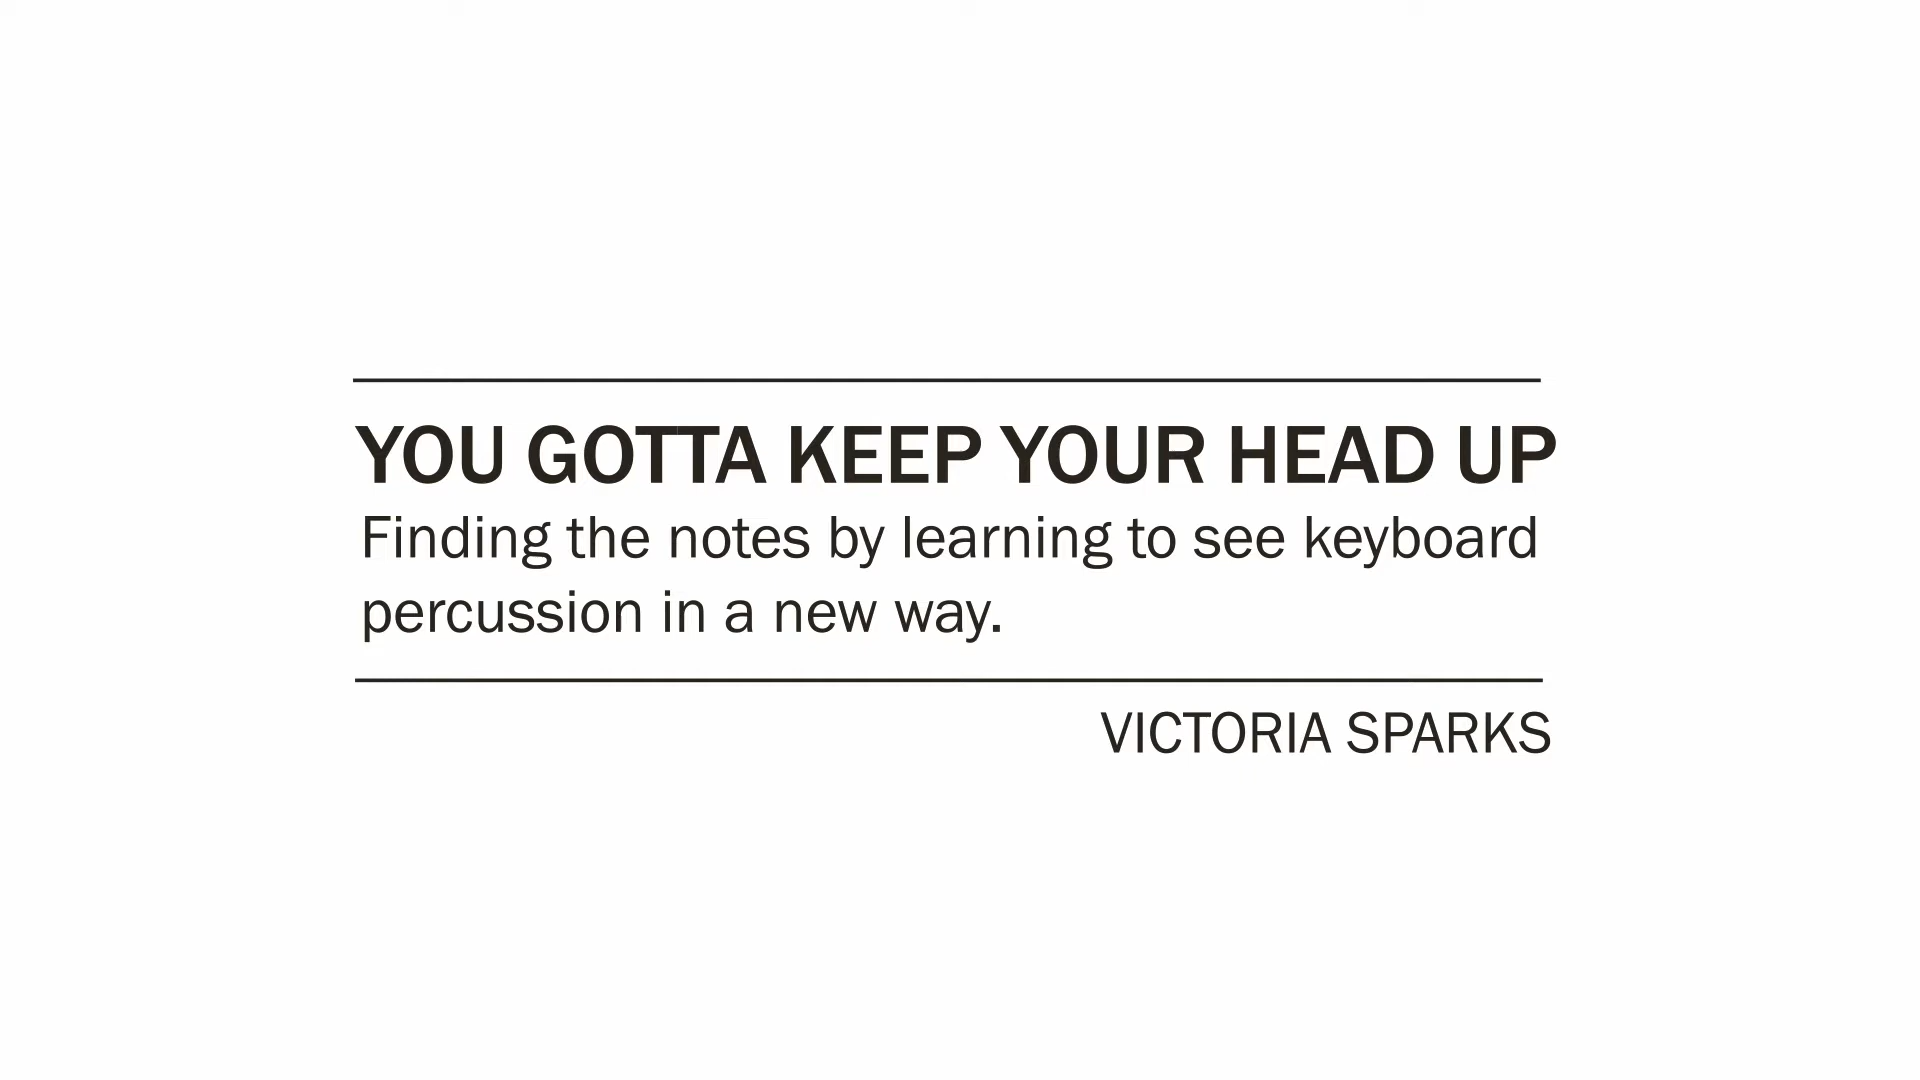 YOU GOTTA KEEP YOUR HEAD UP
Finding the notes by learning to see keyboard
percussion in a new way.
VICTORIA SPARKS